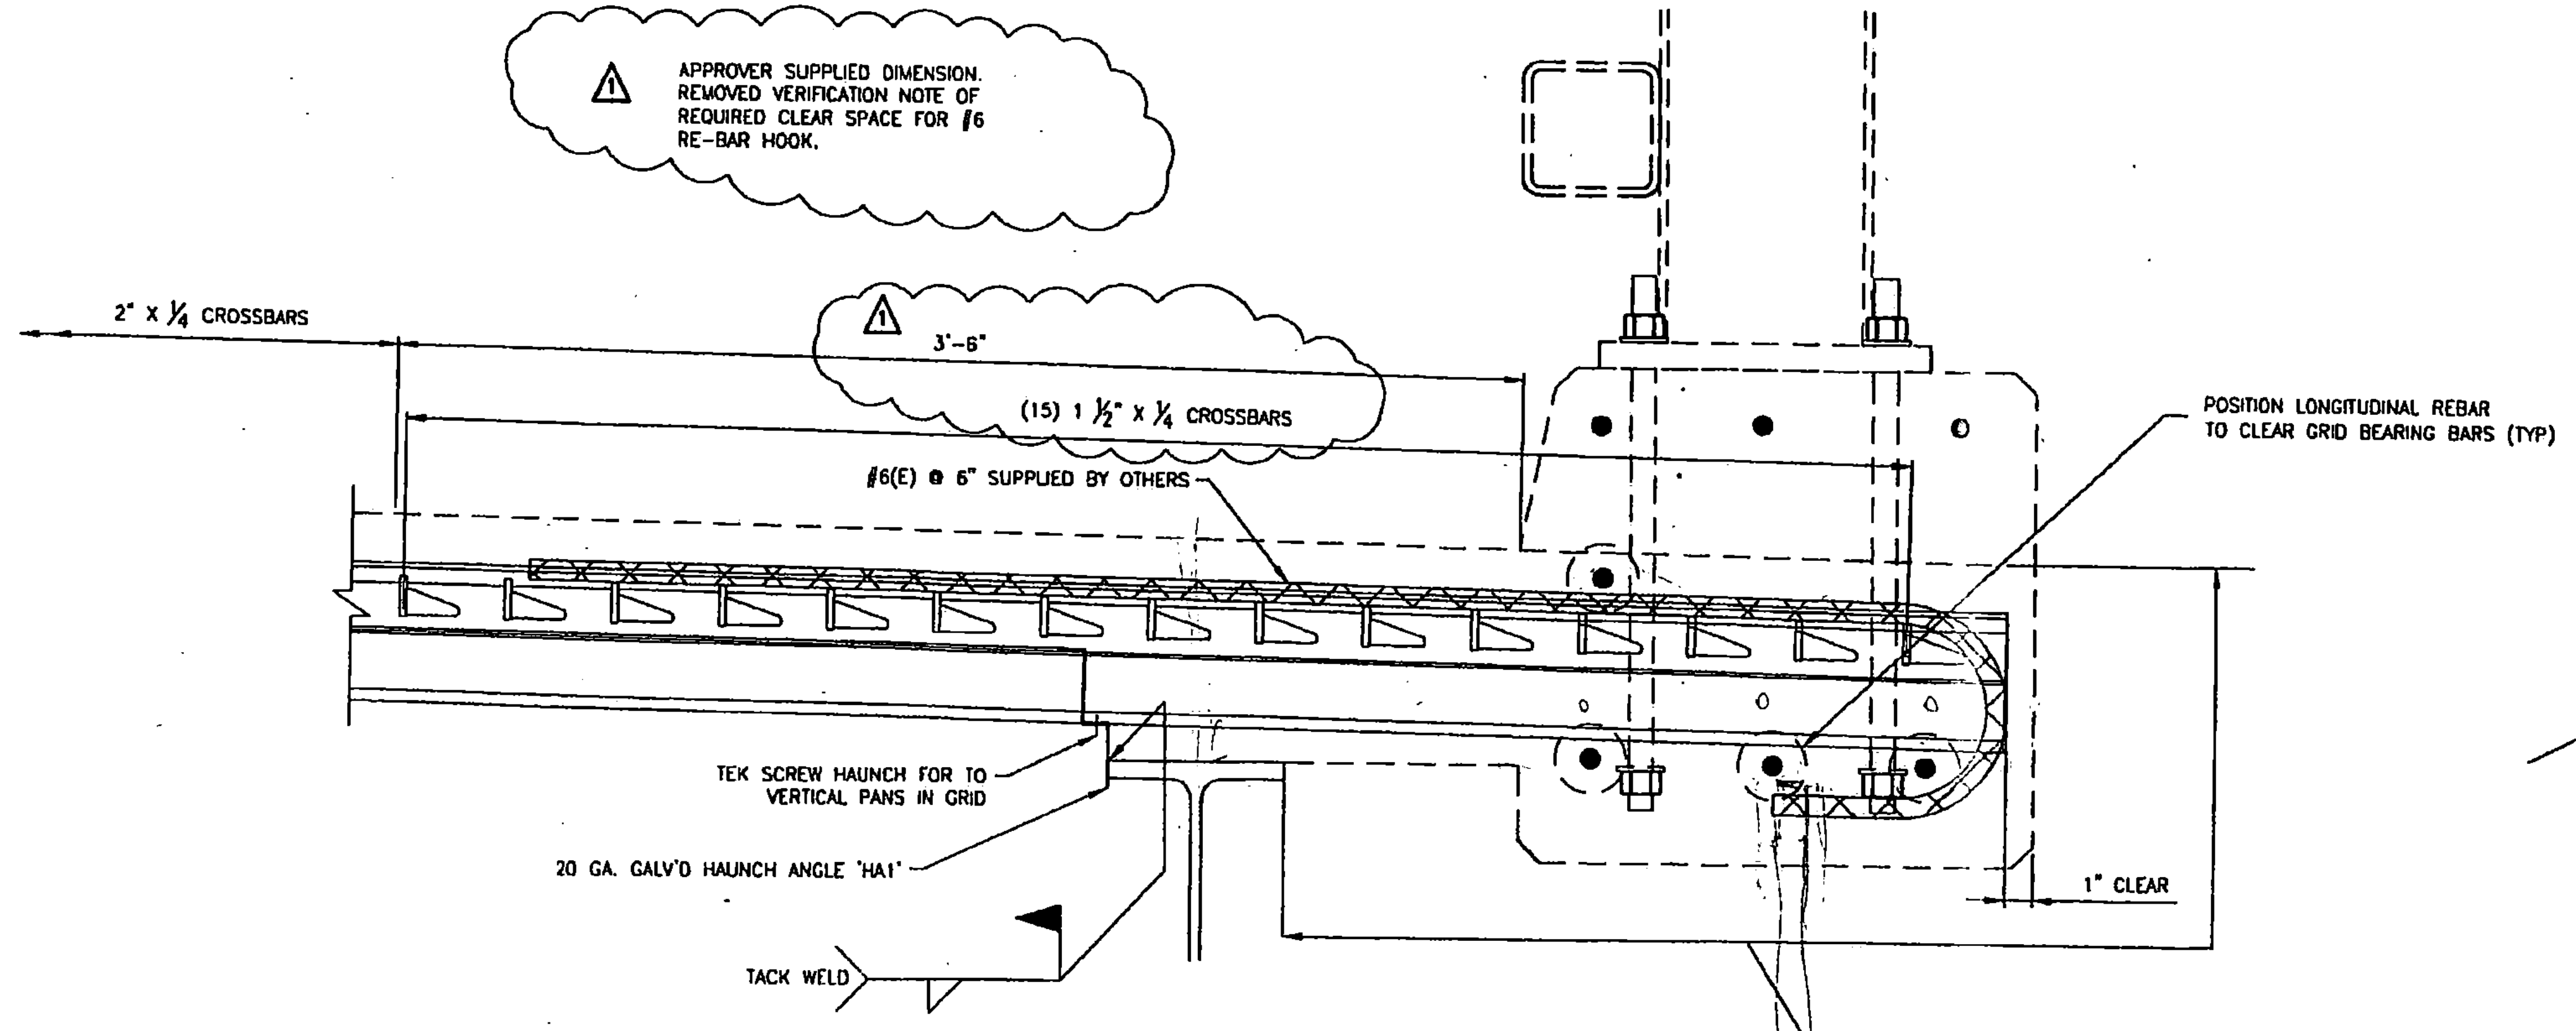 1
APPROVER SUPPLIED DIMENSION.
REMOVED VERIFICATION NOTE OF
REQUIRED CLEAR SPACE FOR #6
RE-BAR HOOK.
2" X 1/4 CROSSBARS
1
3'-6"
(15) 1 1/2" X 1/4 CROSSBARS
#6(E) @ 6" SUPPLIED BY OTHERS
POSITION LONGITUDINAL REBAR
TO CLEAR GRID BEARING BARS (TYP)
TEK SCREW HAUNCH FOR TO
VERTICAL PANS IN GRID
20 GA. GALV'D HAUNCH ANGLE 'HA1'
1" CLEAR
TACK WELD